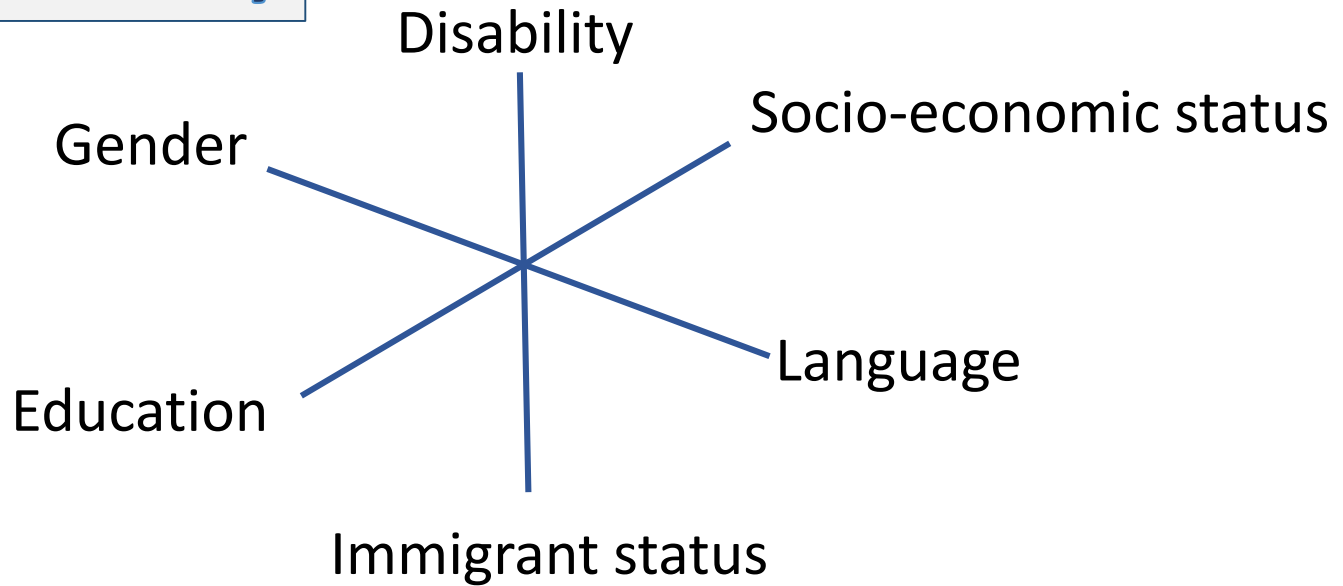 Disability
Socio-economic status
Gender
Language
Education
Immigrant status